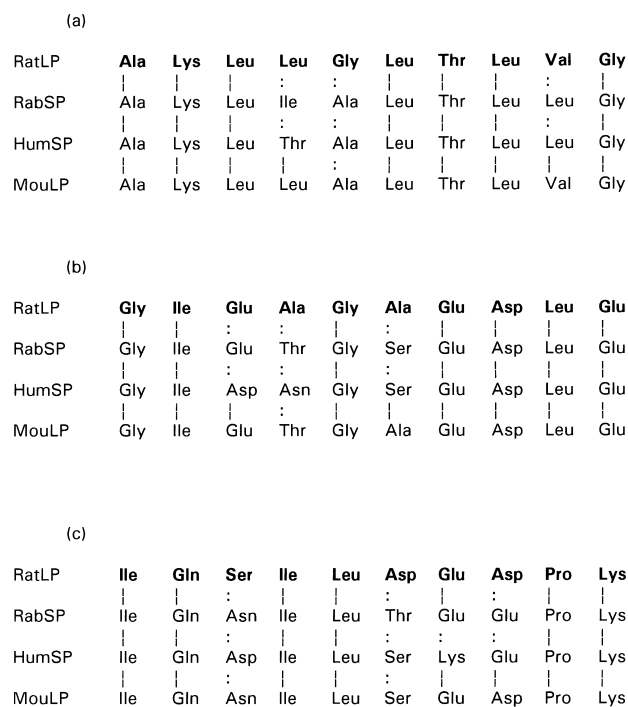 (a)
RatLP Ala Lys Leu Leu Gly Leu Thr Leu Val Gly
| | | : : | | | : |
RabSP Ala Lys Leu Ile Ala Leu Thr Leu Leu Gly
| | | : : | | | : |
HumSP Ala Lys Leu Thr Ala Leu Thr Leu Leu Gly
| | | | : | | | | |
MouLP Ala Lys Leu Leu Ala Leu Thr Leu Val Gly
(b)
RatLP Gly Ile Glu Ala Gly Ala Glu Asp Leu Glu
| | : : | : | | | |
RabSP Gly Ile Glu Thr Gly Ser Glu Asp Leu Glu
| | : : | : | | | |
HumSP Gly Ile Asp Asn Gly Ser Glu Asp Leu Glu
| | | : | | | | | |
MouLP Gly Ile Glu Thr Gly Ala Glu Asp Leu Glu
(c)
RatLP Ile Gln Ser Ile Leu Asp Glu Asp Pro Lys
| | : | | : | : | |
RabSP Ile Gln Asn Ile Leu Thr Glu Glu Pro Lys
| | : | | : : : | |
HumSP Ile Gln Asp Ile Leu Ser Lys Glu Pro Lys
| | : | | : | | | |
MouLP Ile Gln Asn Ile Leu Ser Glu Asp Pro Lys